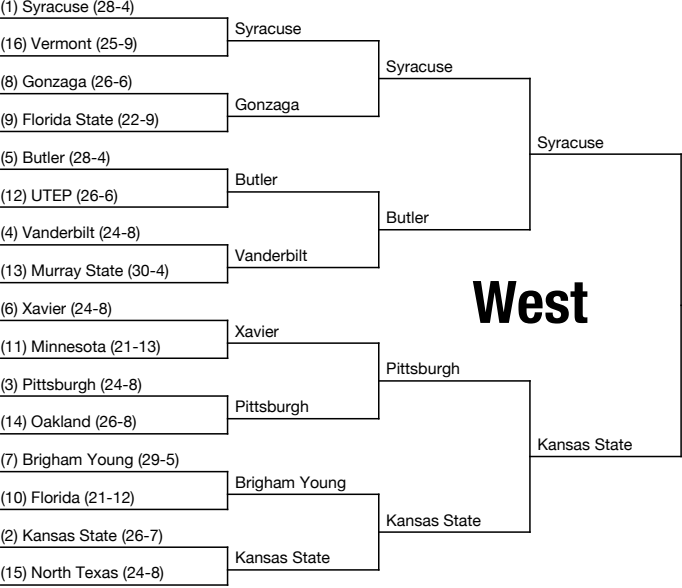 (1) Syracuse (28-4)
Syracuse
(16) Vermont (25-9)
Syracuse
(8) Gonzaga (26-6)
Gonzaga
(9) Florida State (22-9)
Syracuse
(5) Butler (28-4)
Butler
(12) UTEP (26-6)
Butler
(4) Vanderbilt (24-8)
Vanderbilt
(13) Murray State (30-4)
West
(6) Xavier (24-8)
Xavier
(11) Minnesota (21-13)
Pittsburgh
(3) Pittsburgh (24-8)
Pittsburgh
(14) Oakland (26-8)
Kansas State
(7) Brigham Young (29-5)
Brigham Young
(10) Florida (21-12)
Kansas State
(2) Kansas State (26-7)
Kansas State
(15) North Texas (24-8)